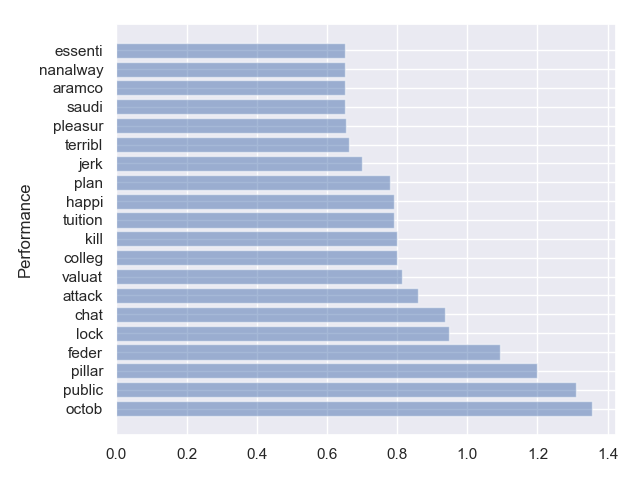 essenti
nanalway
aramco
saudi
pleasur
terribl
jerk
plan
happi
tuition
kill
colleg
valuat
attack
chat
lock
feder
pillar
public
octob
Performance
0.0 0.2 0.4 0.6 0.8 1.0 1.2 1.4